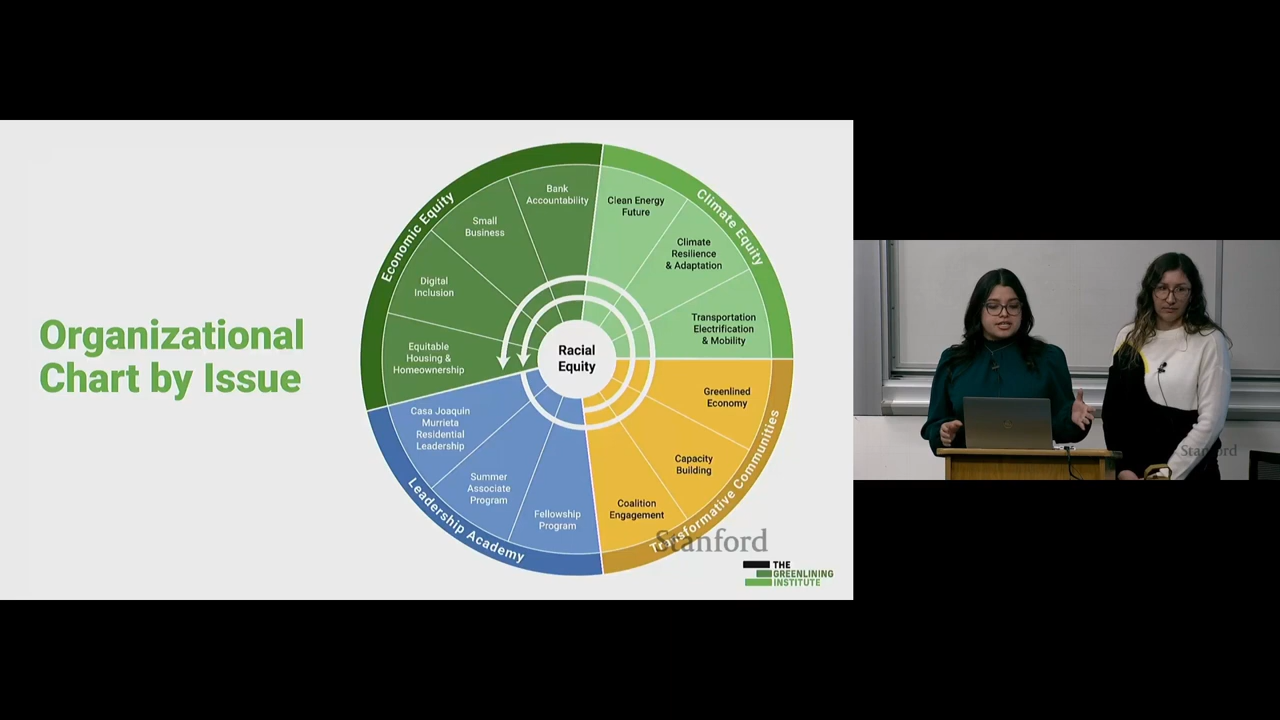 Organizational
Chart by Issue
Economic Equity
Bank
Accountability
Small
Business
Digital
Inclusion
Equitable
Housing &
Homeownership
Climate Equity
Clean Energy
Future
Climate
Resilience
& Adaptation
Transportation
Electrification
& Mobility
Racial
Equity
Transformative Communities
Greenlined
Economy
Capacity
Building
Coalition
Engagement
Leadership Academy
Casa Joaquin
Murrieta
Residential
Leadership
Summer
Associate
Program
Fellowship
Program
Stanford
THE
GREENLINING
INSTITUTE
Stanford